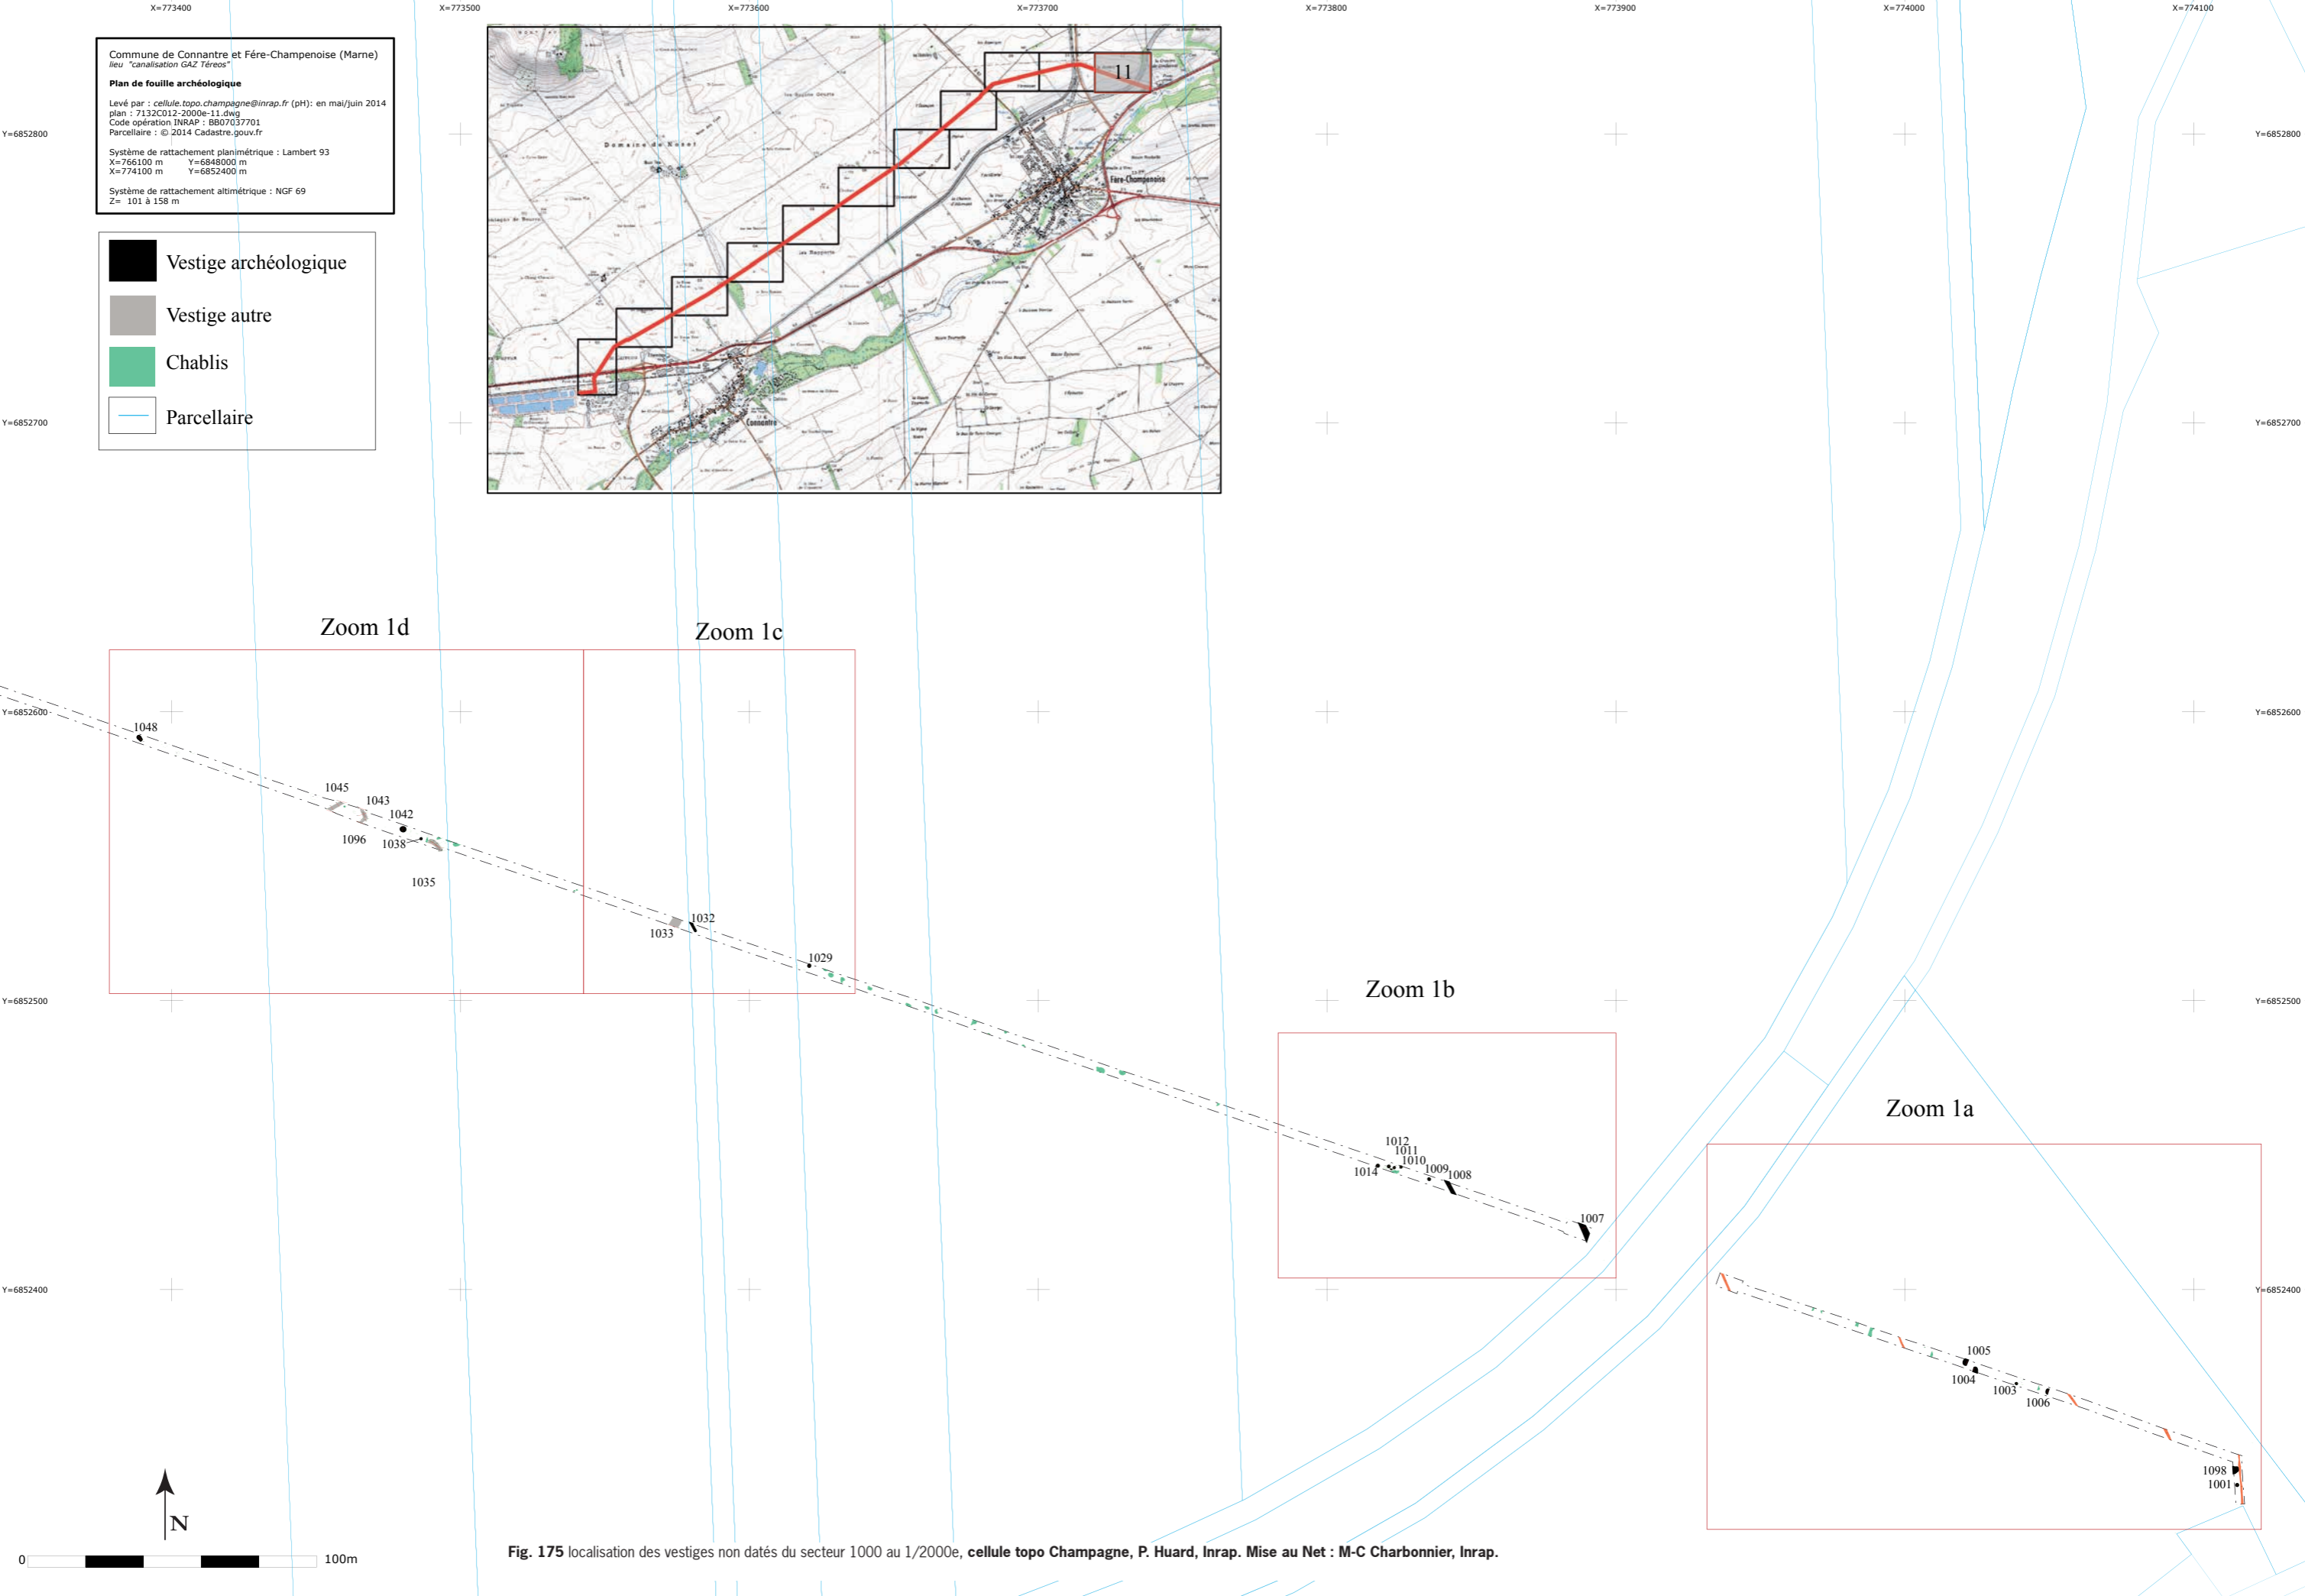 X=773400
X=773500
X=773600
X=773700
X=773800
X=773900
X=774000
X=774100
Commune de Connantre et Fére-Champenoise (Marne)
lieu "canalisation GAZ Téreos"
Plan de fouille archéologique
Levé par : cellule.topo.champagne@inrap.fr (pH): en mai/juin 2014
plan : 7132C012-2000e-11.dwg
Code opération INRAP : BB07037701
Parcellaire : © 2014 Cadastre.gouv.fr
Système de rattachement planimétrique : Lambert 93
X=766100 m Y=6848000 m
X=774100 m Y=6852400 m
Système de rattachement altimétrique : NGF 69
Z= 101 à 158 m
Vestige archéologique
Vestige autre
Chablis
Parcellaire
11
Domaine de Nozet
Fère-Champenoise
Connantre
Y=6852800
Y=6852800
Y=6852700
Y=6852700
Y=6852600
Y=6852600
Y=6852500
Y=6852500
Y=6852400
Y=6852400
Zoom 1d
Zoom 1c
Zoom 1b
Zoom 1a
1048
1045
1043
1042
1096
1038
1035
1032
1033
1029
1012
1011
1010
1014
1009
1008
1007
1005
1004
1003
1006
1098
1001
N
0
100m
Fig. 175 localisation des vestiges non datés du secteur 1000 au 1/2000e, cellule topo Champagne, P. Huard, Inrap. Mise au Net : M-C Charbonnier, Inrap.